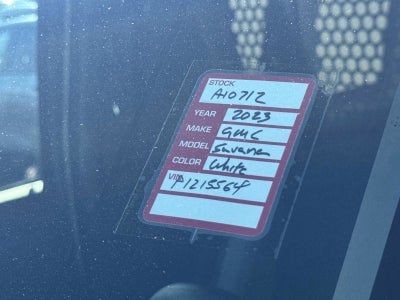 STOCK
A10712
YEAR 2023
MAKE GMC
MODEL Savana
COLOR White
VIN P1215564